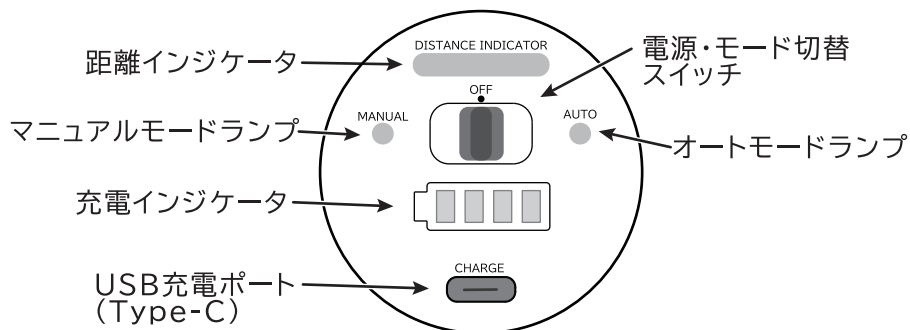 DISTANCE INDICATOR
距離インジケータ
電源・モード切替
スイッチ
OFF
MANUAL
AUTO
マニュアルモードランプ
オートモードランプ
充電インジケータ
CHARGE
USB充電ポート
(Type-C)